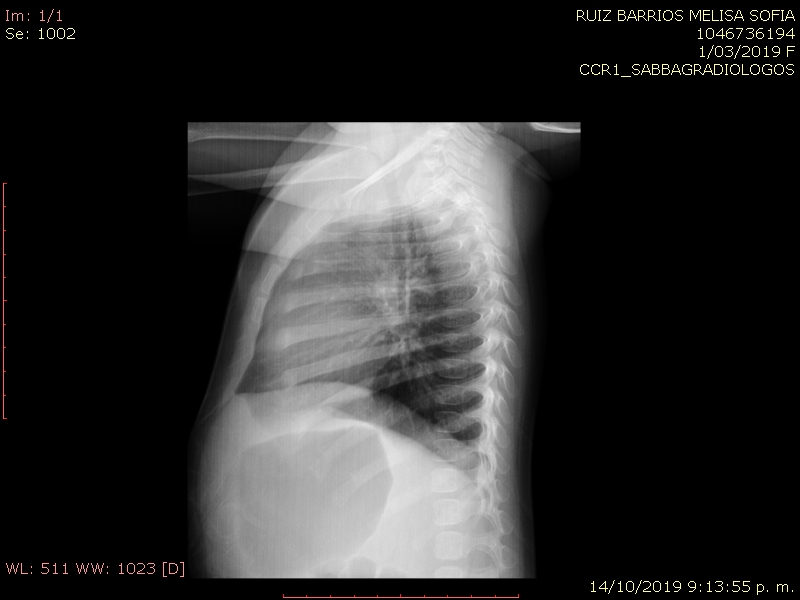 Im: 1/1
Se: 1002
RUIZ BARRIOS MELISA SOFIA
1046736194
1/03/2019 F
CCR1_SABBAGRADIOLOGOS
WL: 511 WW: 1023 [D]
14/10/2019 9:13:55 p. m.